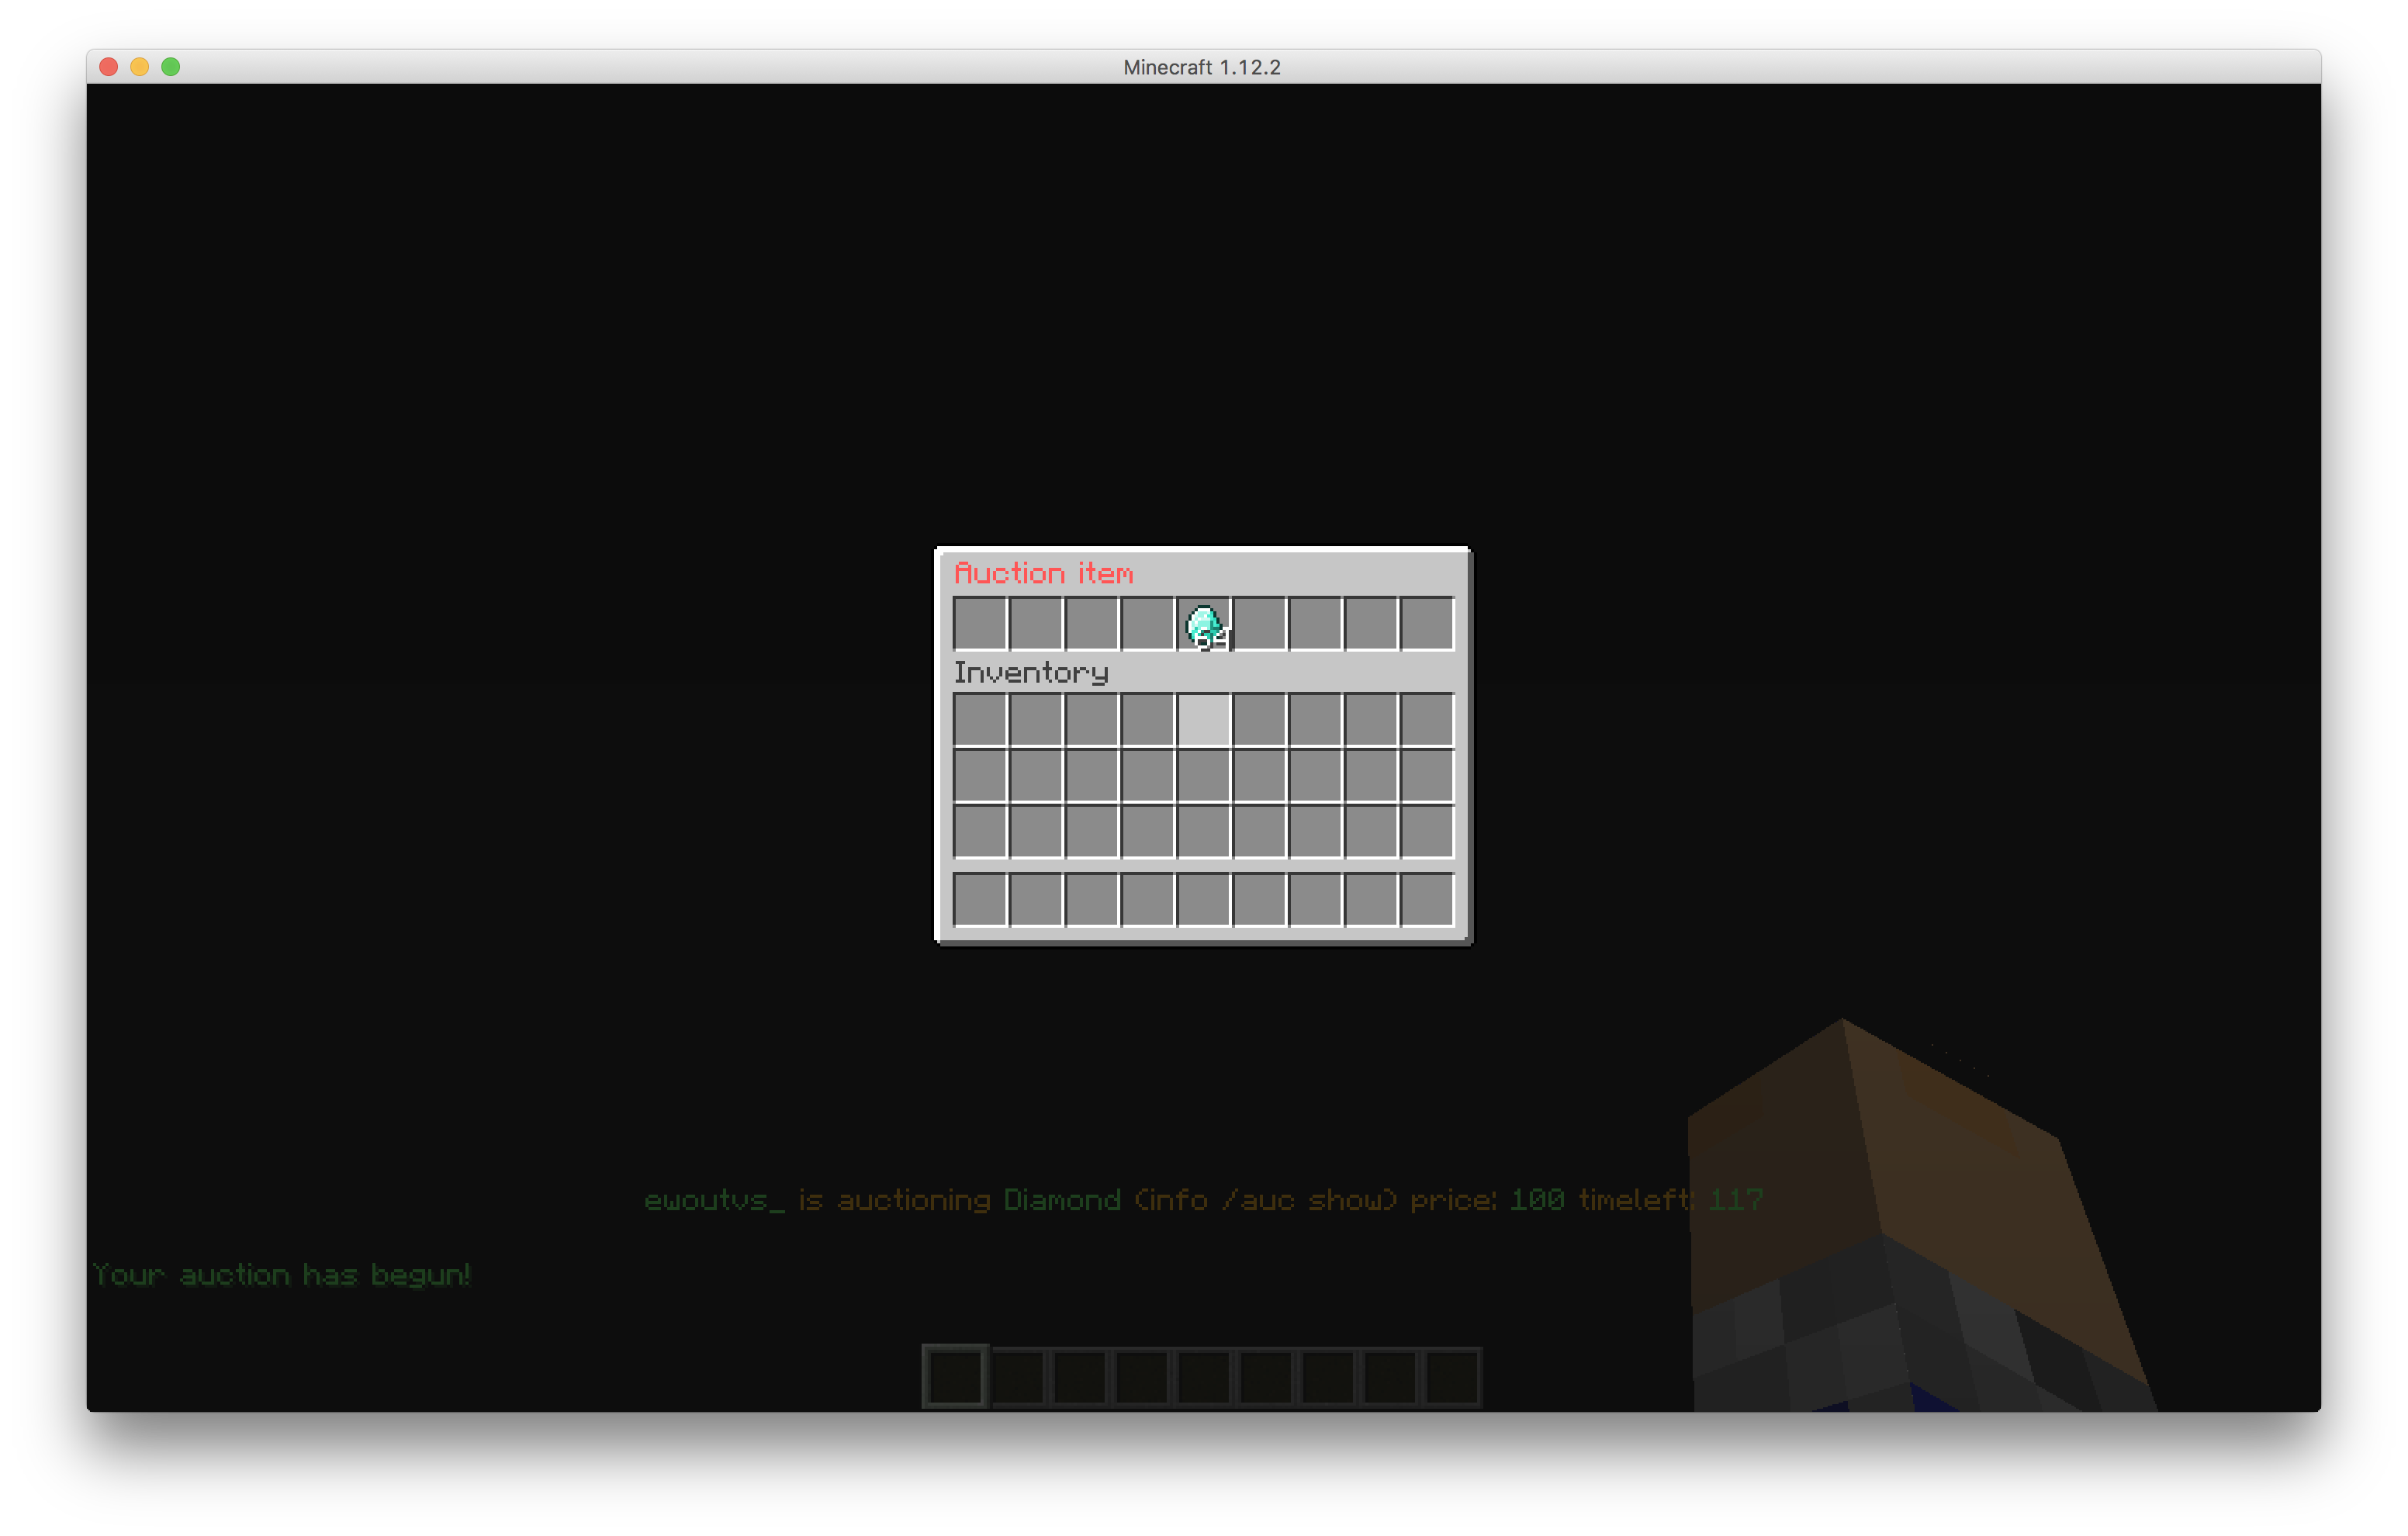 Minecraft 1.12.2
Auction item
Inventory
ewoutvs_ is auctioning Diamond (info /auc show) price: 100 timeleft: 117
Your auction has begun!